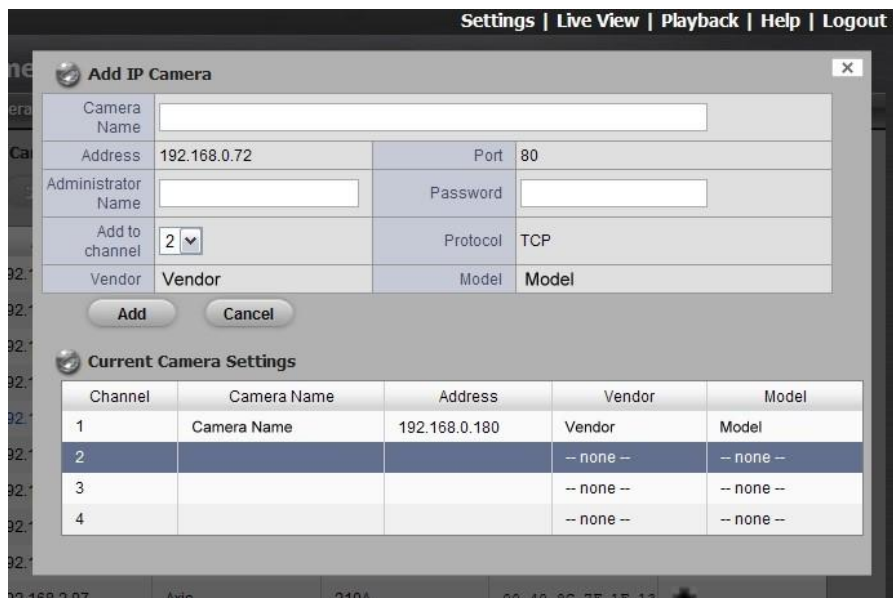 Settings | Live View | Playback | Help | Logout
Add IP Camera
Camera Name
Address 192.168.0.72 Port 80
Administrator Name Password
Add to channel 2 Protocol TCP
Vendor Vendor Model Model
Add Cancel
Current Camera Settings
Channel Camera Name Address Vendor Model
1 Camera Name 192.168.0.180 Vendor Model
2 -- none -- -- none --
3 -- none -- -- none --
4 -- none -- -- none --